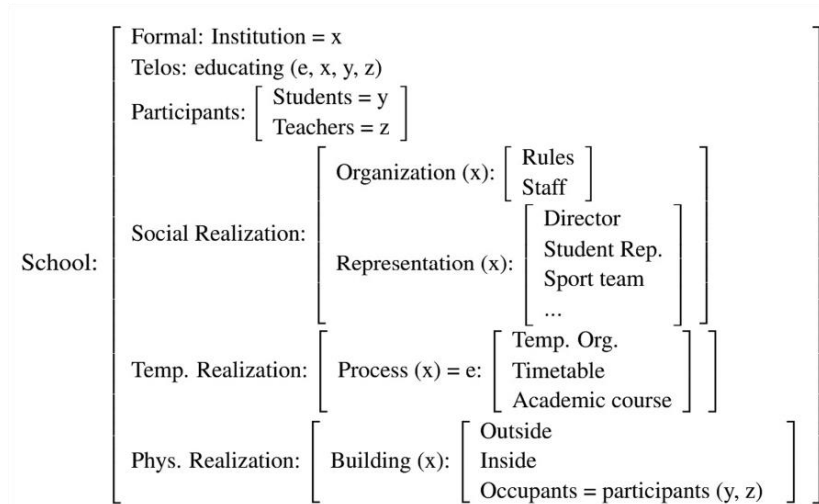 Formal: Institution = x
Telos: educating (e, x, y, z)
Participants: Students = y
Teachers = z
Organization (x): Rules
Staff
Social Realization:
Representation (x): Director
Student Rep.
Sport team
...
School:
Temp. Realization: Process (x) = e: Temp. Org.
Timetable
Academic course
Phys. Realization: Building (x): Outside
Inside
Occupants = participants (y, z)